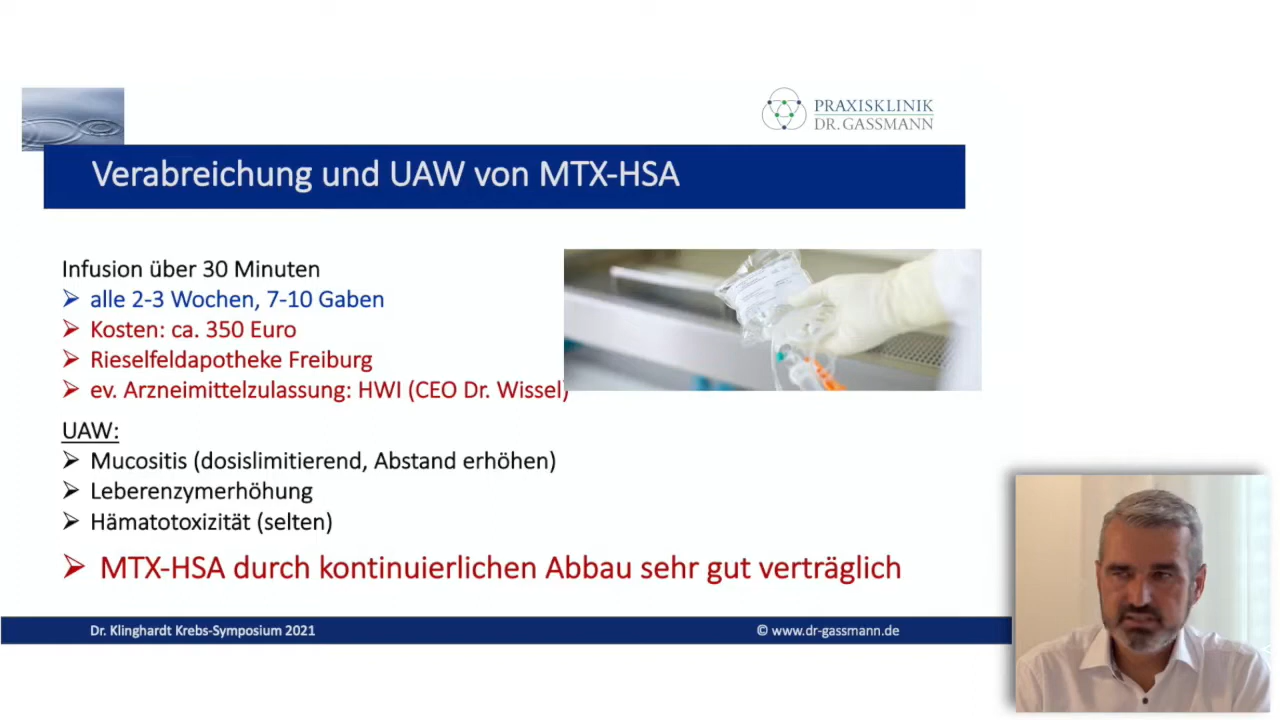 PRAXISKLINIK
DR. GASSMANN
Verabreichung und UAW von MTX-HSA
Infusion über 30 Minuten
➢ alle 2-3 Wochen, 7-10 Gaben
➢ Kosten: ca. 350 Euro
➢ Rieselfeldapotheke Freiburg
➢ ev. Arzneimittelzulassung: HWI (CEO Dr. Wissel)
UAW:
➢ Mucositis (dosislimitierend, Abstand erhöhen)
➢ Leberenzymerhöhung
➢ Hämatotoxizität (selten)
➢ MTX-HSA durch kontinuierlichen Abbau sehr gut verträglich
Dr. Klinghardt Krebs-Symposium 2021
© www.dr-gassmann.de